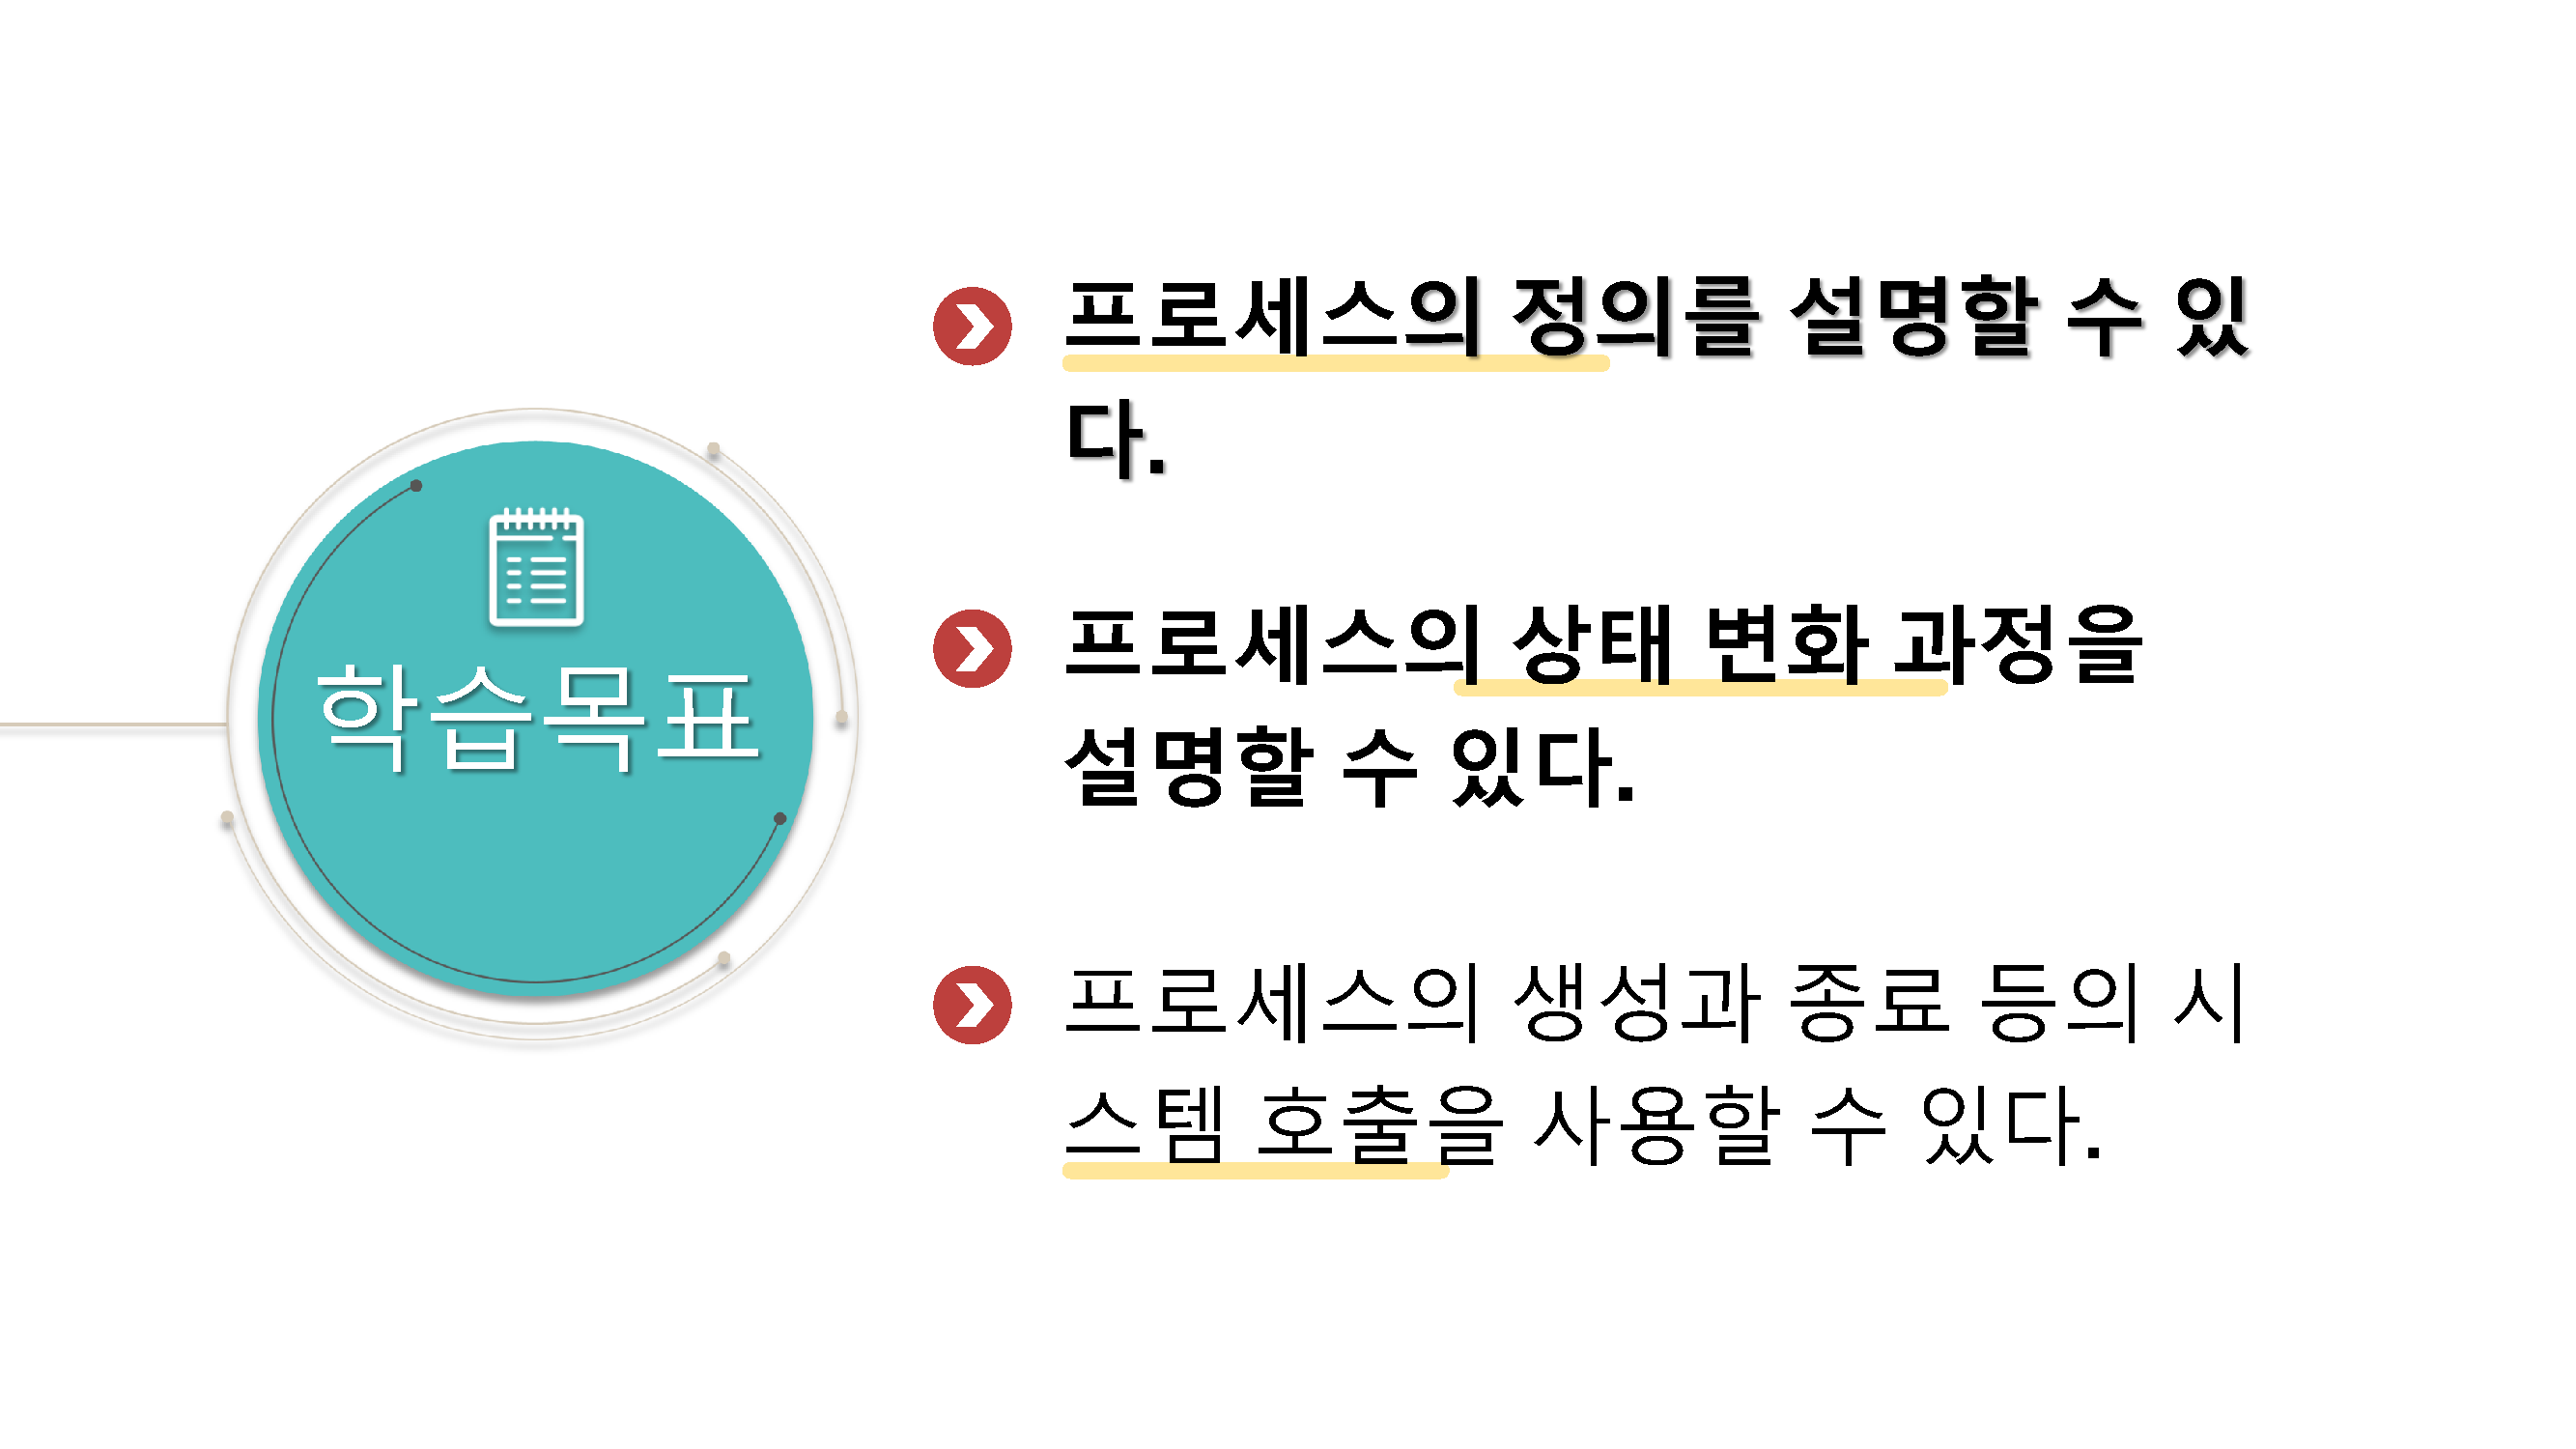 학습목표
프로세스의 정의를 설명할 수 있
다.
프로세스의 상태 변화 과정을
설명할 수 있다.
프로세스의 생성과 종료 등의 시
스템 호출을 사용할 수 있다.